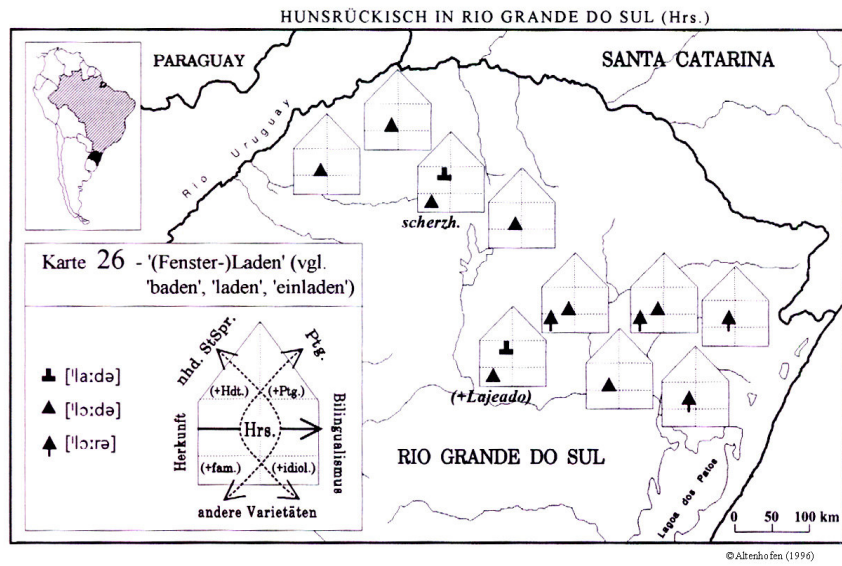 HUNSRÜCKISCH IN RIO GRANDE DO SUL (Hrs.)
PARAGUAY
SANTA CATARINA
Rio Uruguay
scherzh.
Karte 26 - '(Fenster-)Laden' (vgl.
'baden', 'laden', 'einladen')
nhd. StSpr.
Ptg.
[ˈla:də]
[ˈlɔ:də]
[ˈlɔ:rə]
(+Hdt.)
(+Ptg.)
Herkunft
Hrs.
Bilingualismus
(+fam.)
(+idiol.)
andere Varietäten
(+Lajeado)
RIO GRANDE DO SUL
Lagoa dos Patos
0 50 100 km
©Altenhofen (1996)